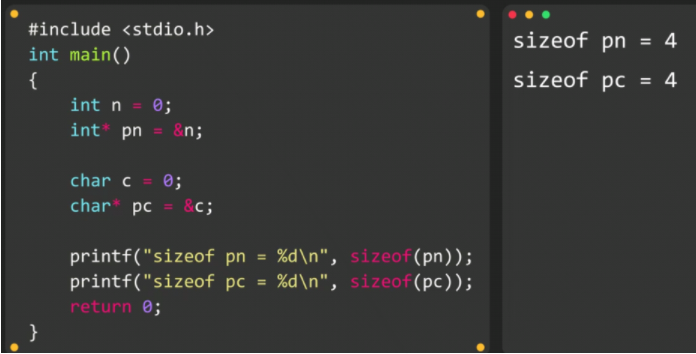 #include <stdio.h>
int main()
{
    int n = 0;
    int* pn = &n;

    char c = 0;
    char* pc = &c;

    printf("sizeof pn = %d\n", sizeof(pn));
    printf("sizeof pc = %d\n", sizeof(pc));
    return 0;
}
sizeof pn = 4
sizeof pc = 4